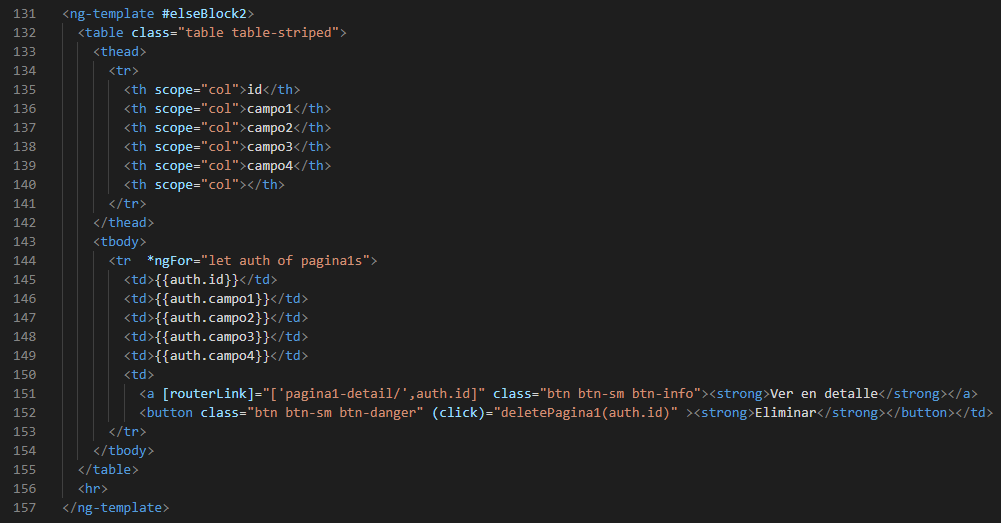 131 <ng-template #elseBlock2>
132   <table class="table table-striped">
133     <thead>
134       <tr>
135         <th scope="col">id</th>
136         <th scope="col">campo1</th>
137         <th scope="col">campo2</th>
138         <th scope="col">campo3</th>
139         <th scope="col">campo4</th>
140         <th scope="col"></th>
141       </tr>
142     </thead>
143     <tbody>
144       <tr  *ngFor="let auth of pagina1s">
145         <td>{{auth.id}}</td>
146         <td>{{auth.campo1}}</td>
147         <td>{{auth.campo2}}</td>
148         <td>{{auth.campo3}}</td>
149         <td>{{auth.campo4}}</td>
150         <td>
151           <a [routerLink]="['pagina1-detail/',auth.id]" class="btn btn-sm btn-info"><strong>Ver en detalle</strong></a>
152           <button class="btn btn-sm btn-danger" (click)="deletePagina1(auth.id)" ><strong>Eliminar</strong></button></td>
153       </tr>
154     </tbody>
155   </table>
156   <hr>
157 </ng-template>